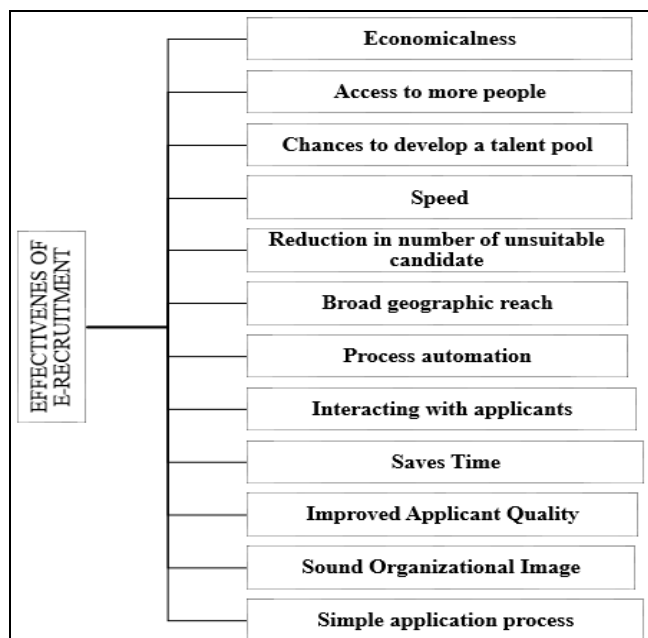 EFFECTIVENES OF
E-RECRUITMENT
Economicalness
Access to more people
Chances to develop a talent pool
Speed
Reduction in number of unsuitable
candidate
Broad geographic reach
Process automation
Interacting with applicants
Saves Time
Improved Applicant Quality
Sound Organizational Image
Simple application process